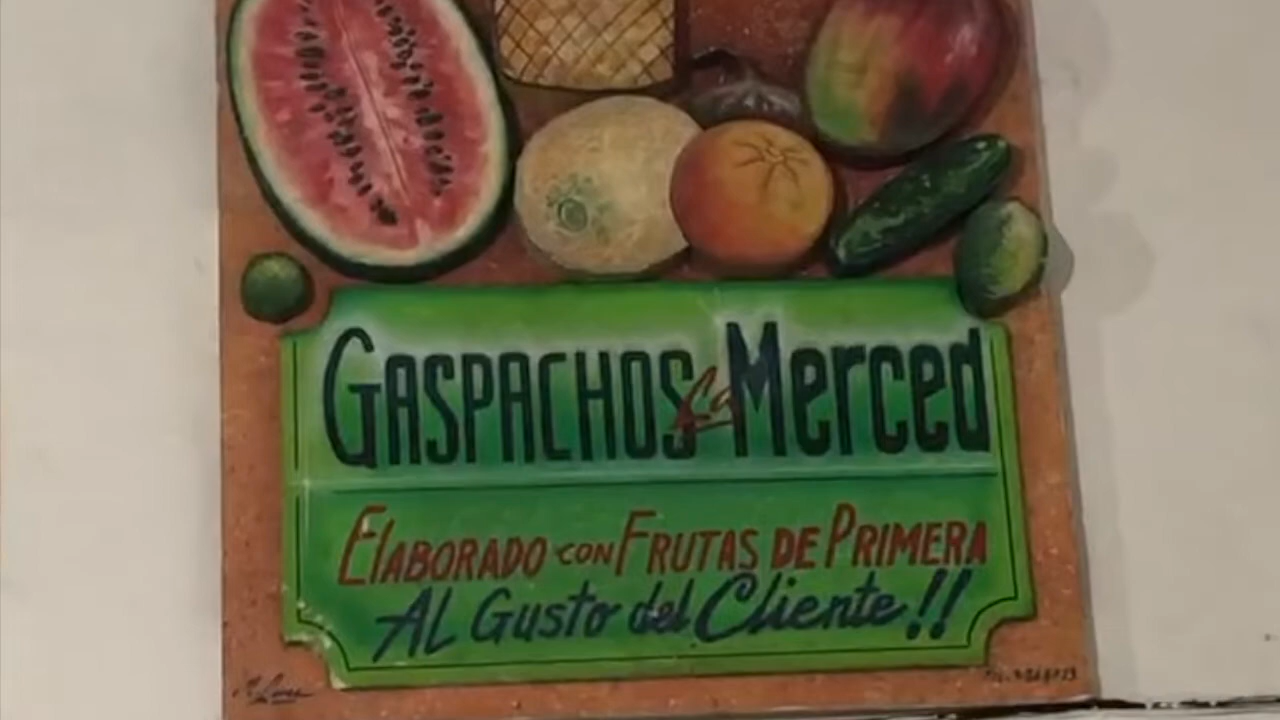 GASPACHOS La Merced
ELABORADO CON FRUTAS DE PRIMERA
AL Gusto del Cliente!!